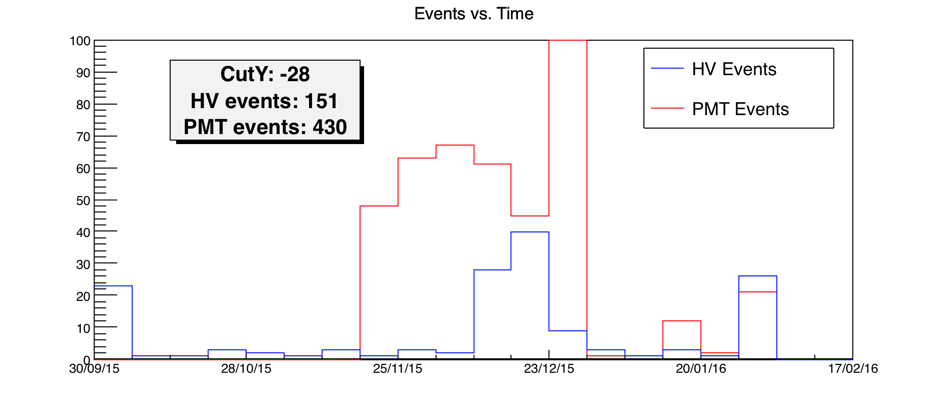 Events vs. Time
100
90
80
70
60
50
40
30
20
10
0
CutY: -28
HV events: 151
PMT events: 430
HV Events
PMT Events
30/09/15
28/10/15
25/11/15
23/12/15
20/01/16
17/02/16